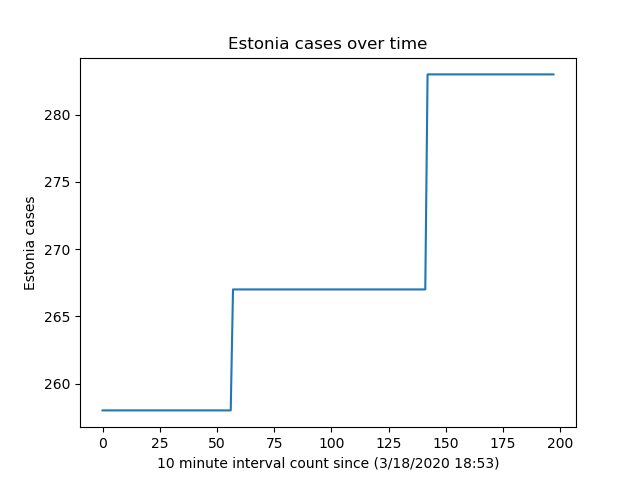 Estonia cases over time
Estonia cases
280
275
270
265
260
0 25 50 75 100 125 150 175 200
10 minute interval count since (3/18/2020 18:53)